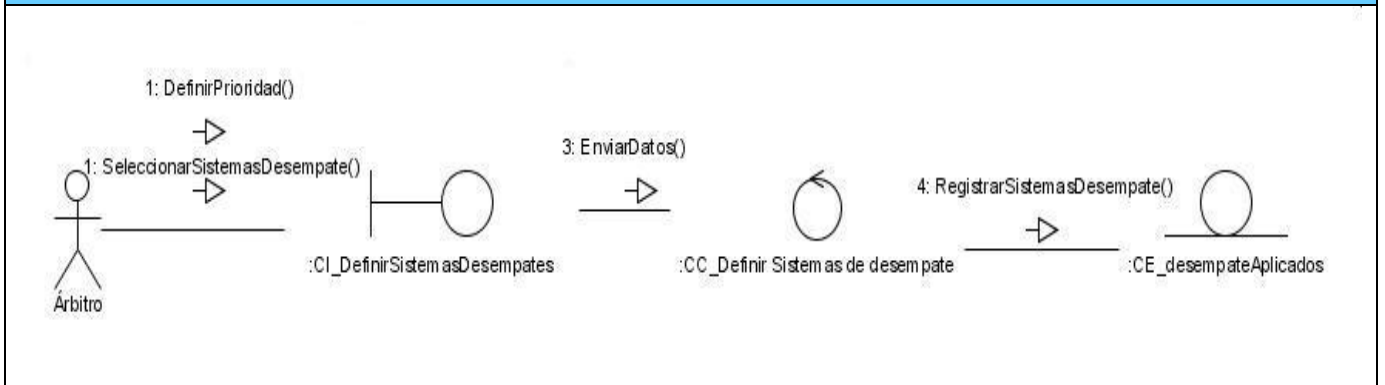 1: DefinirPrioridad()
1: SeleccionarSistemasDesempate()
3: EnviarDatos()
4: RegistrarSistemasDesempate()
:CI_DefinirSistemasDesempates
:CC_Definir Sistemas de desempate
:CE_desempateAplicados
Árbitro